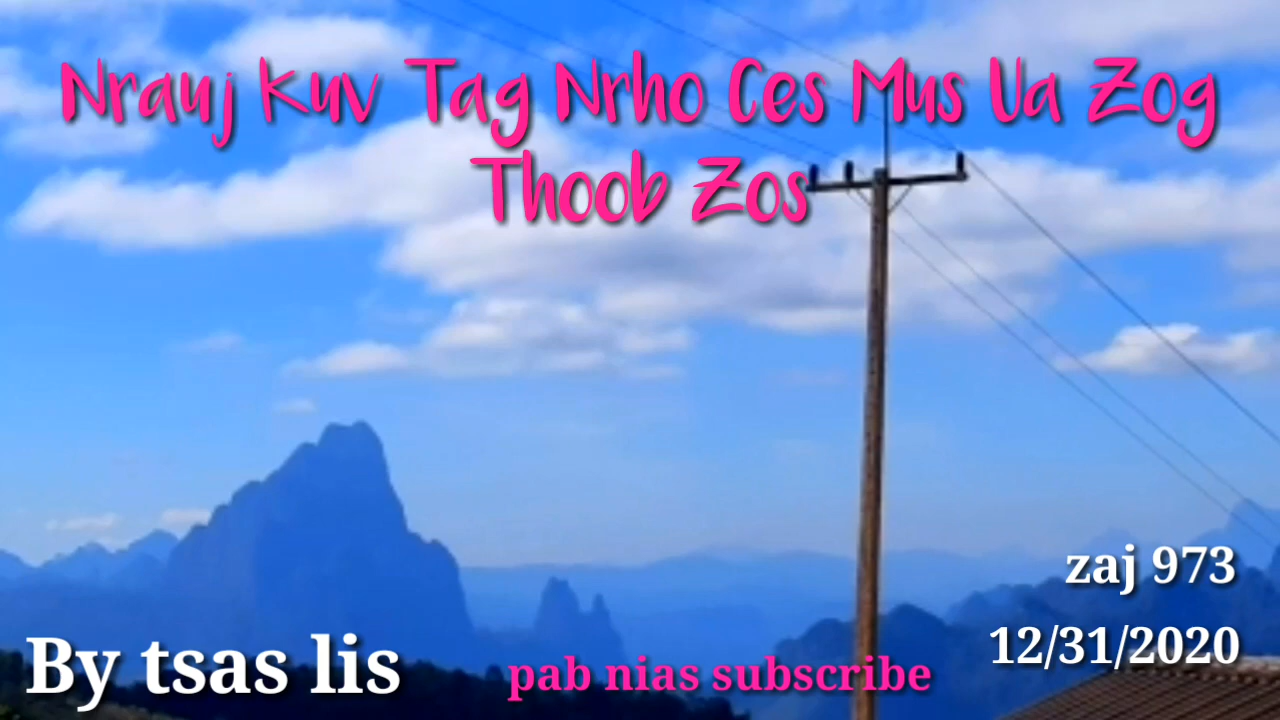 Nrauj Kuv Tag Nrho Ces Mus Ua Zog
Thoob Zos
zaj 973
12/31/2020
By tsas lis
pab nias subscribe